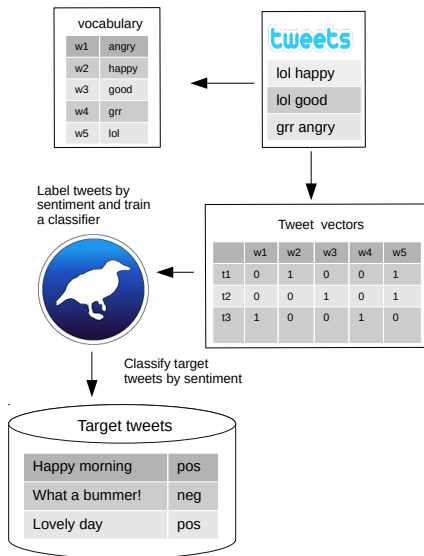 vocabulary
w1 angry
w2 happy
w3 good
w4 grr
w5 lol
tweets
lol happy
lol good
grr angry
Label tweets by
sentiment and train
a classifier
Tweet vectors
w1 w2 w3 w4 w5
t1 0 1 0 0 1
t2 0 0 1 0 1
t3 1 0 0 1 0
Classify target
tweets by sentiment
Target tweets
Happy morning pos
What a bummer! neg
Lovely day pos